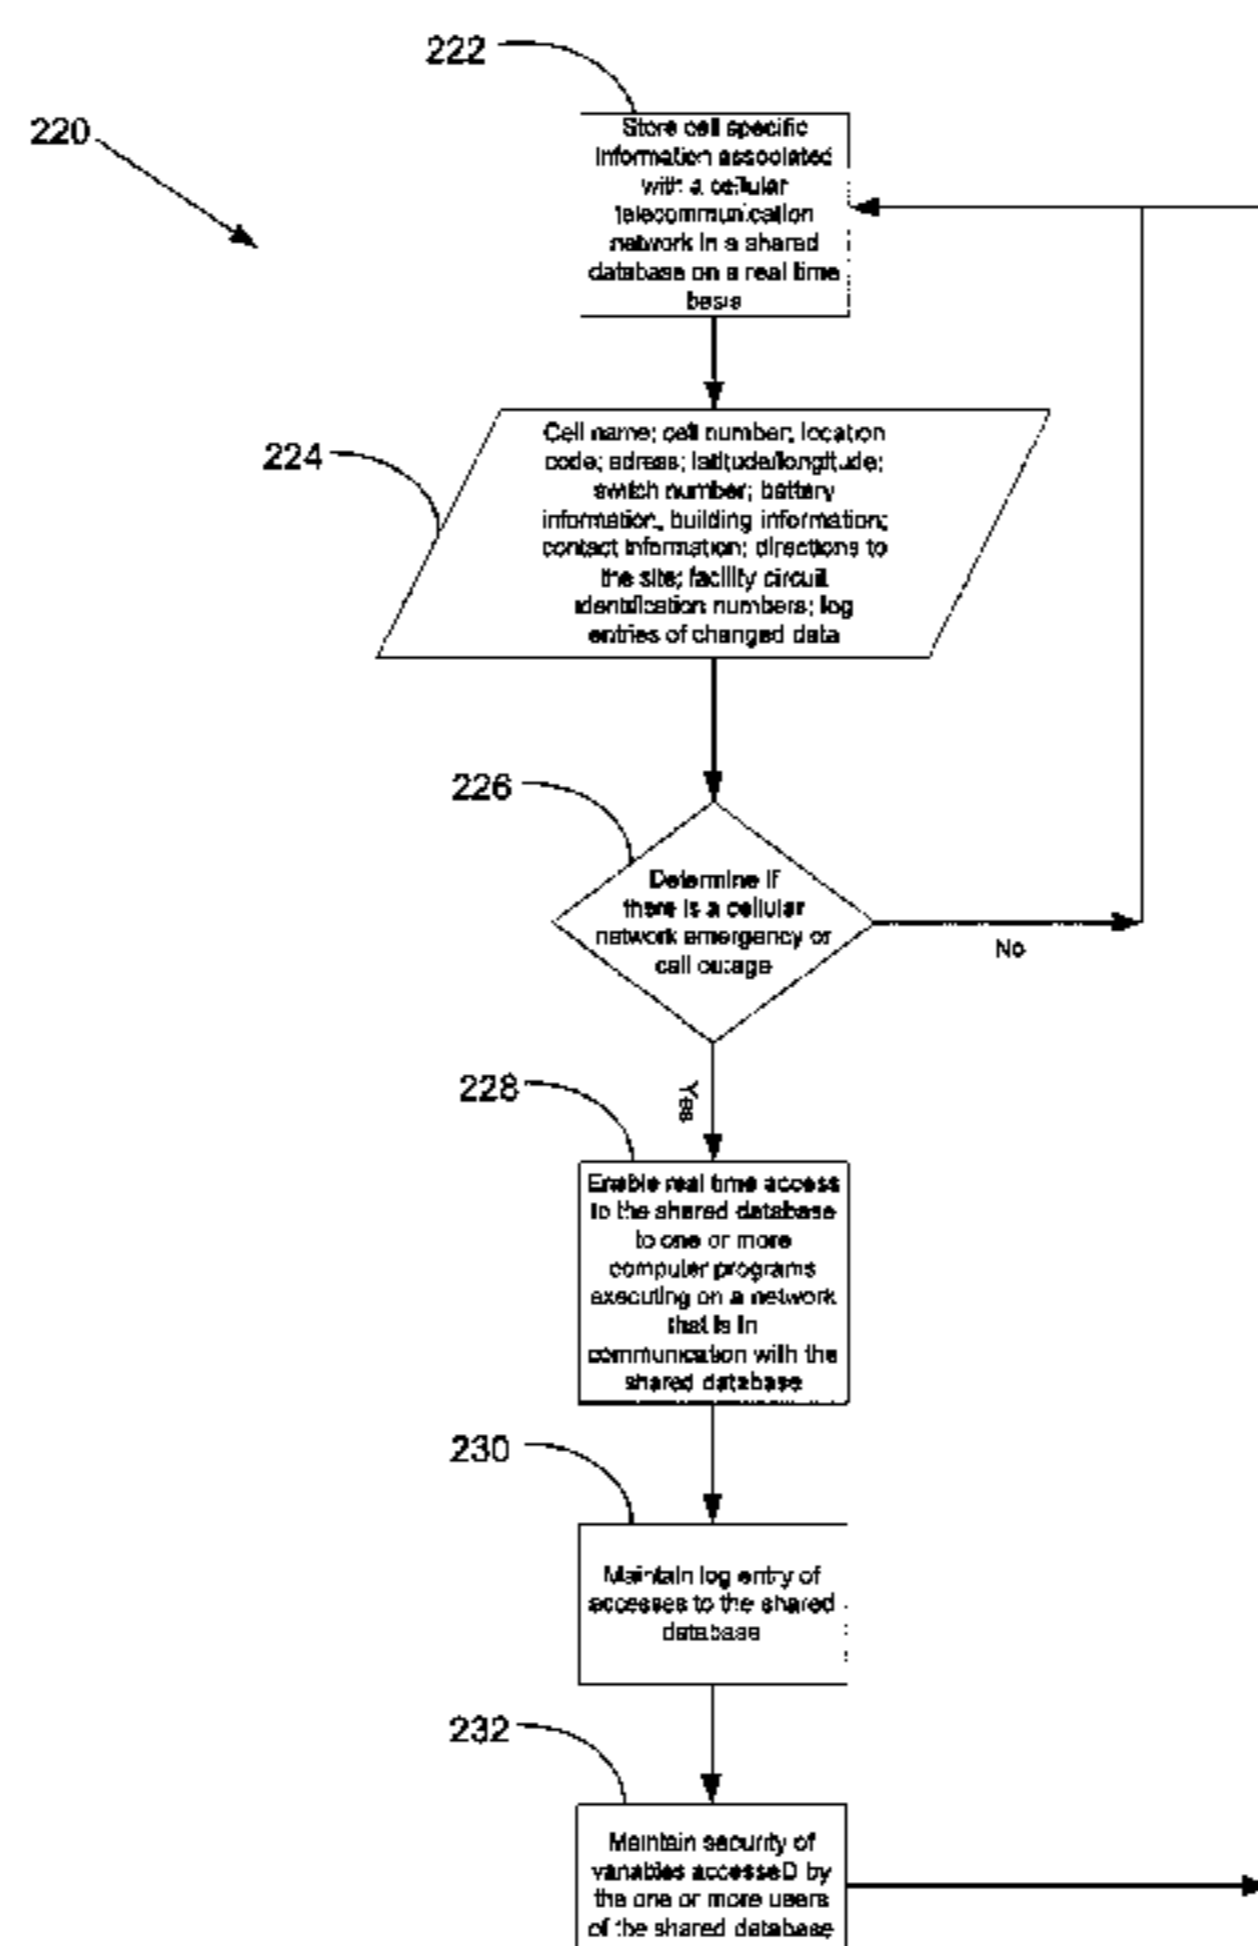 222
220
Store cell specific
information associated
with a cellular
telecommunication
network in a shared
database on a real time
basis
224
Cell name; cell number; location
code; adress; latitude/longitude;
switch number; battery
information, building information;
contact information; directions to
the site; facility circuit
identification numbers; log
entries of changed data
226
Determine if
there is a cellular
network emergency or
call outage
No
Yes
228
Enable real time access
to the shared database
to one or more
computer programs
executing on a network
that is in
communication with the
shared database
230
Maintain log entry of
accesses to the shared
database
232
Maintain security of
variables accesseD by
the one or more users
of the shared database